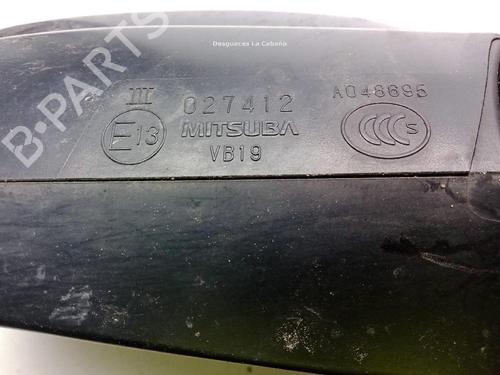 Desguaces La Cabaña
B-PARTS
III 027412 A048695
E13 MITSUBA CCC S
VB19